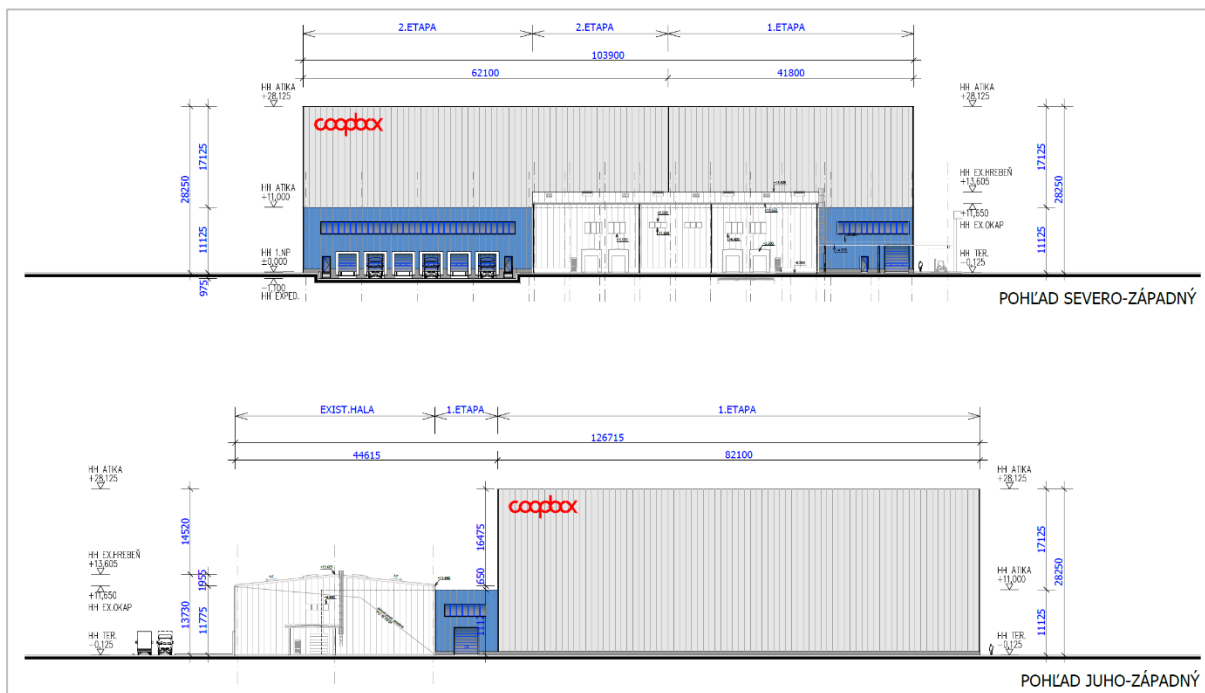 2.ETAPA
2.ETAPA
1.ETAPA
103900
62100
41800
HH ATIKA
+28,125
HH ATIKA
+28,125
coopbox
17125
28250
17125
28250
HH ATIKA
+11,000
HH EX.HREBEŇ
+13,605
+11,650
HH EX.OKAP
11125
11125
HH 1.NP
±0,000
HH TER.
-0,125
975
-1,100
HH EXPED.
POHĽAD SEVERO-ZÁPADNÝ
EXIST.HALA
1.ETAPA
1.ETAPA
126715
44615
82100
HH ATIKA
+28,125
HH ATIKA
+28,125
coopbox
14520
16475
17125
28250
HH EX.HREBEŇ
+13,605
1955
1650
HH ATIKA
+11,000
+11,650
HH EX.OKAP
13730
11775
11125
HH TER.
-0,125
HH TER.
-0,125
POHĽAD JUHO-ZÁPADNÝ